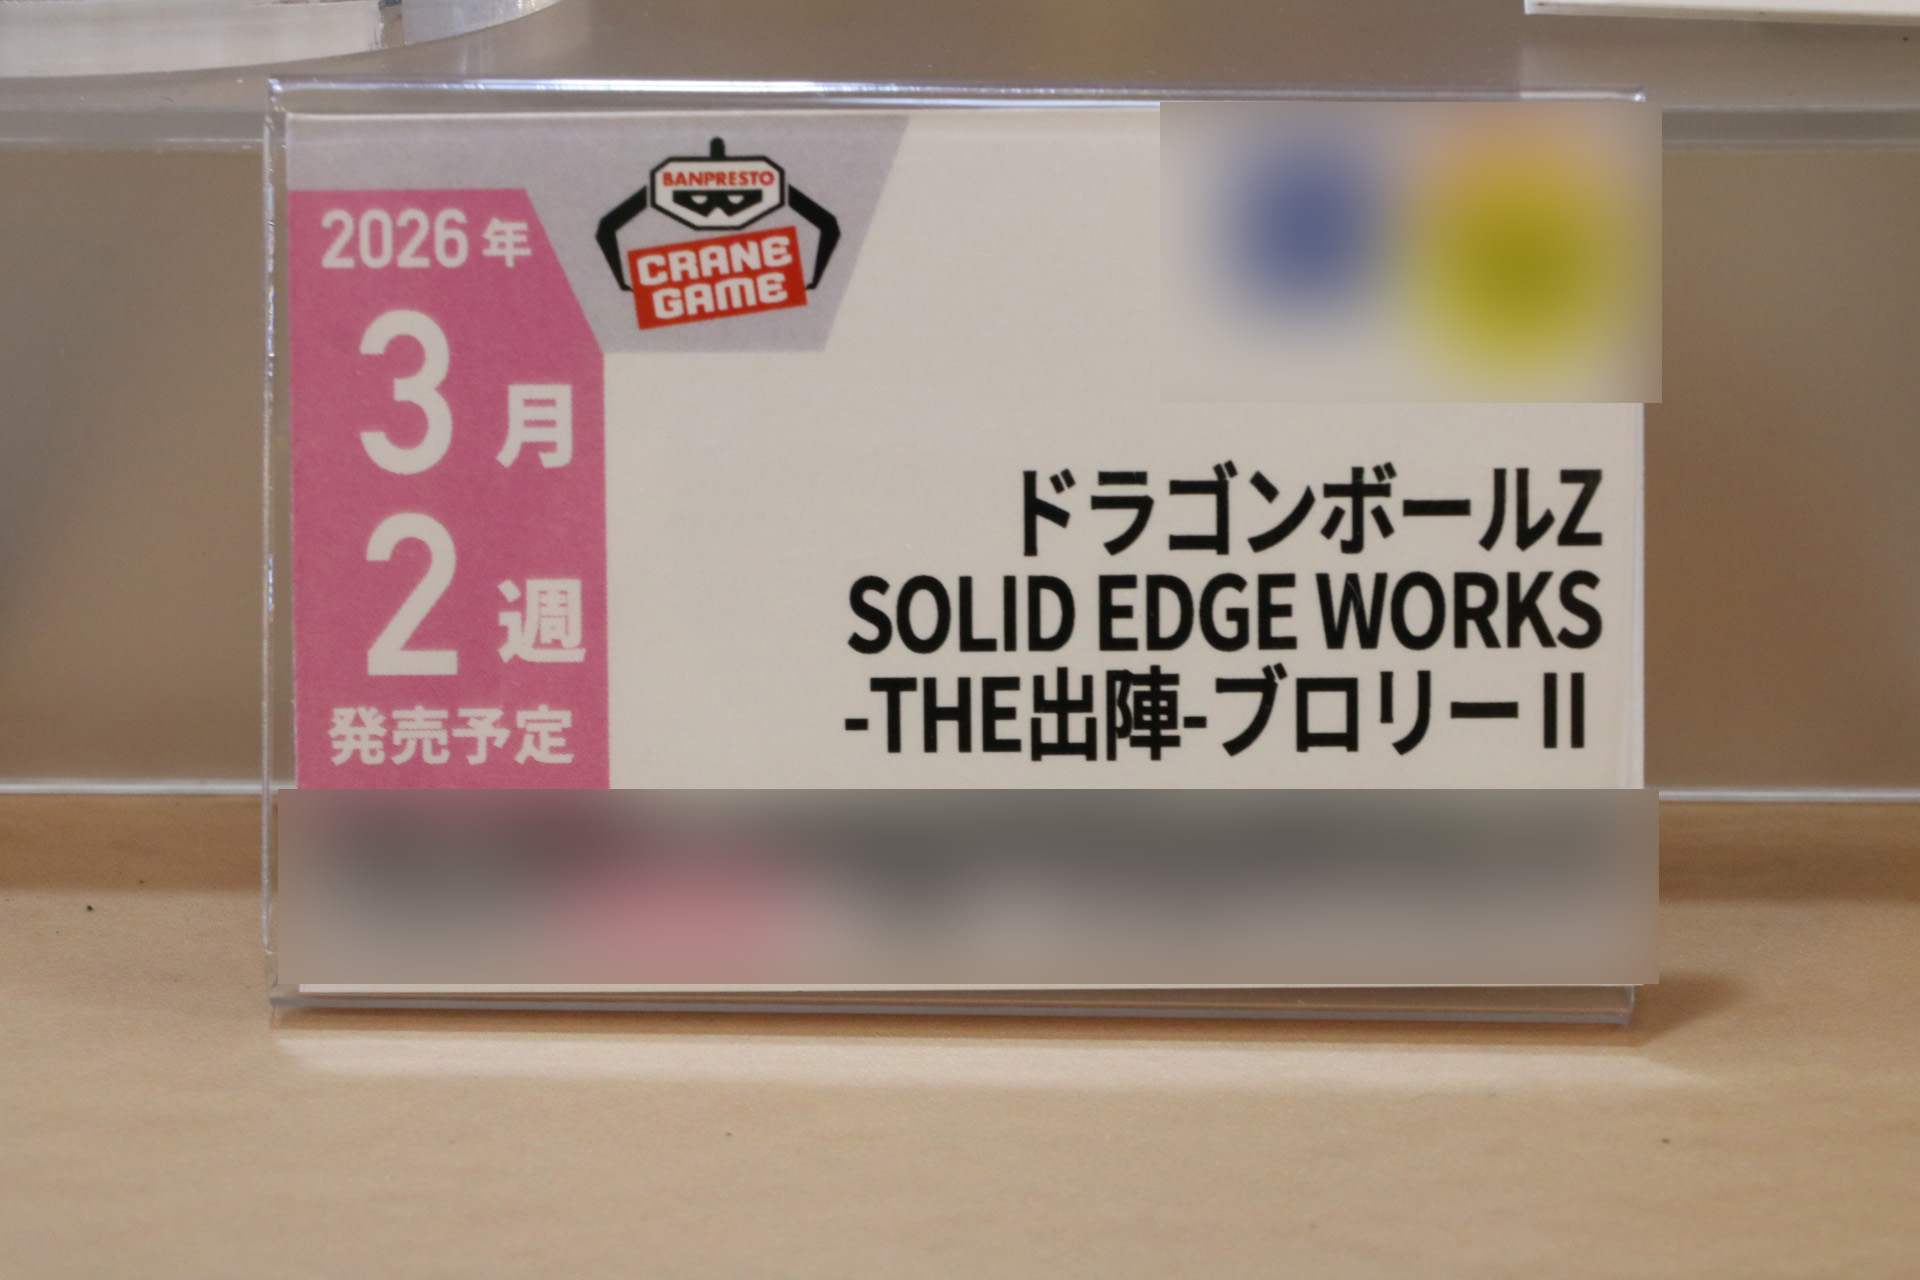 BANPRESTO
CRANE
GAME
2026年
3月
2週
発売予定
ドラゴンボールZ
SOLID EDGE WORKS
-THE出陣-ブローリーⅡ